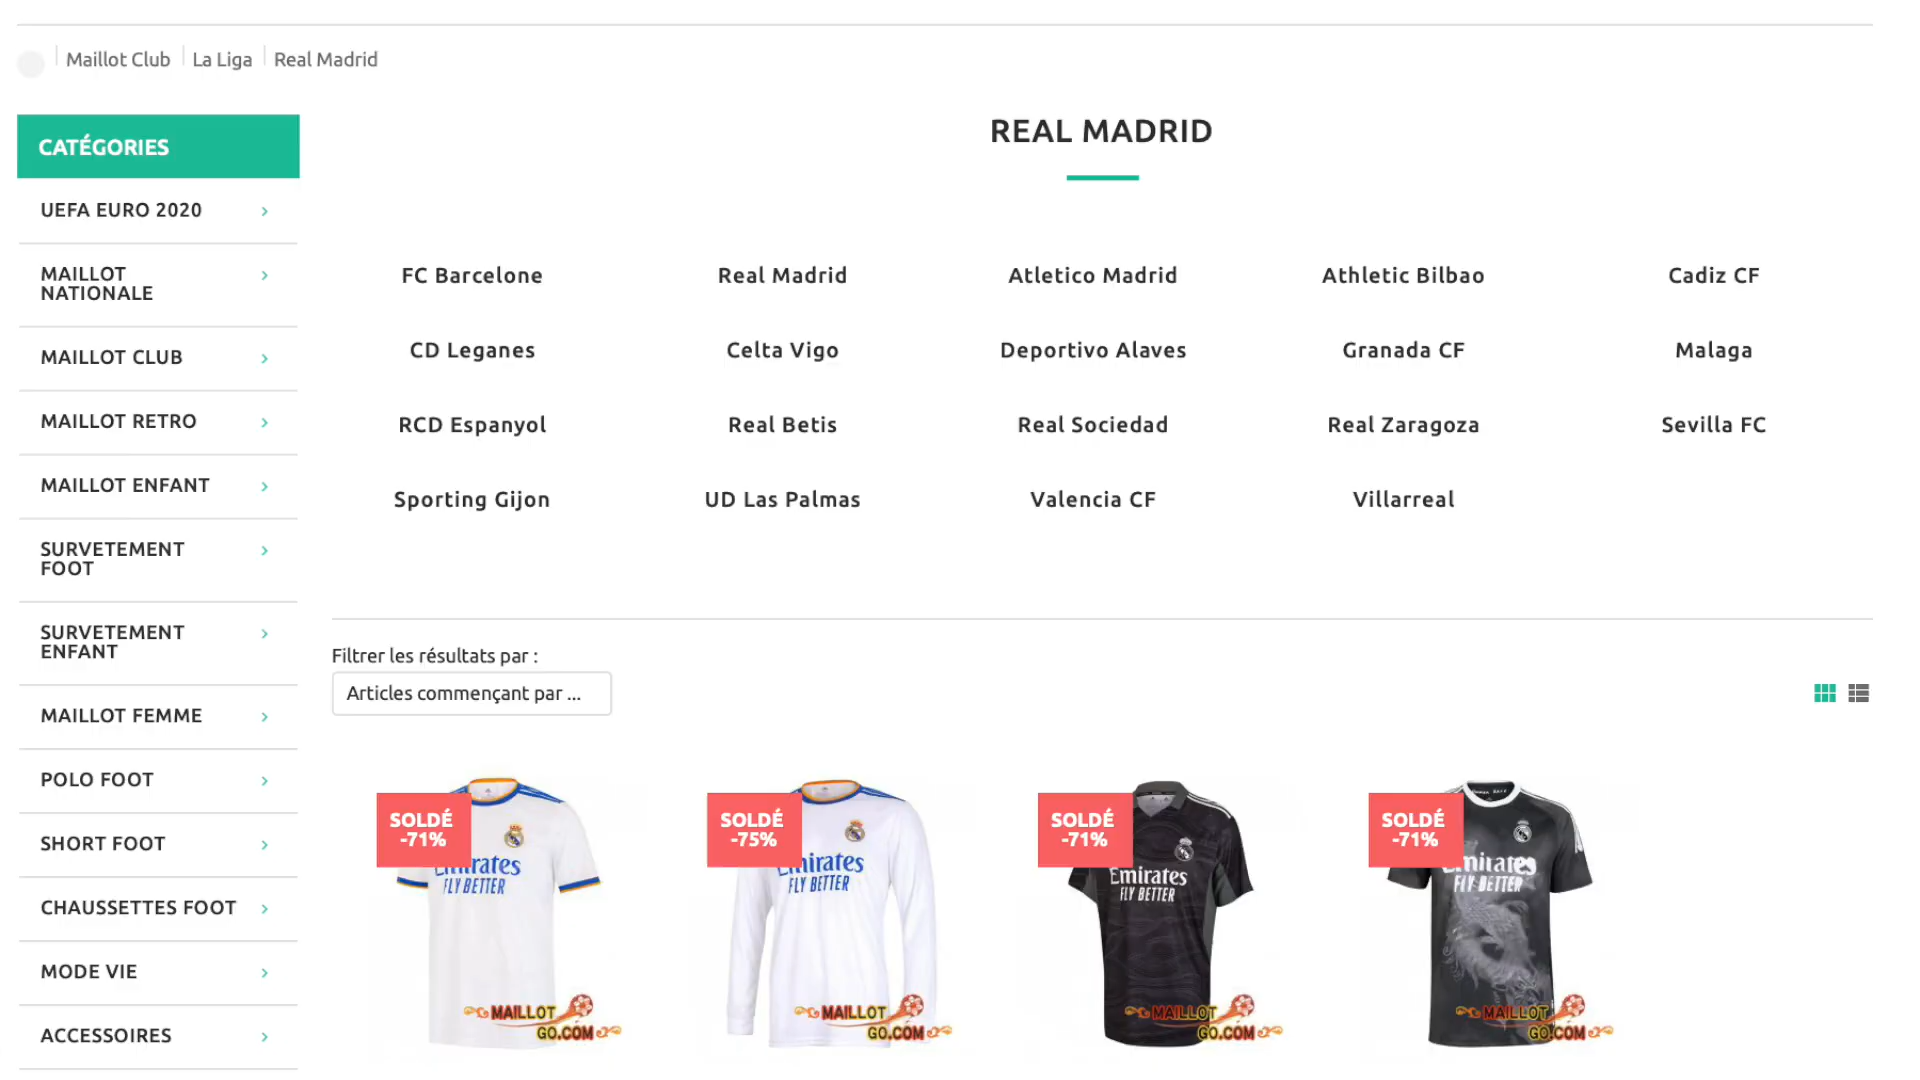 Maillot Club
La Liga
Real Madrid
CATÉGORIES
UEFA EURO 2020
MAILLOT
NATIONALE
MAILLOT CLUB
MAILLOT RETRO
MAILLOT ENFANT
SURVETEMENT
FOOT
SURVETEMENT
ENFANT
MAILLOT FEMME
POLO FOOT
SHORT FOOT
CHAUSSETTES FOOT
MODE VIE
ACCESSOIRES
REAL MADRID
FC Barcelone
Real Madrid
Atletico Madrid
Athletic Bilbao
Cadiz CF
CD Leganes
Celta Vigo
Deportivo Alaves
Granada CF
Malaga
RCD Espanyol
Real Betis
Real Sociedad
Real Zaragoza
Sevilla FC
Sporting Gijon
UD Las Palmas
Valencia CF
Villarreal
Filtrer les résultats par :
Articles commençant par ...
SOLDÉ
-71%
Emirates
FLY BETTER
MAILLOT
GO.COM
SOLDÉ
-75%
Emirates
FLY BETTER
MAILLOT
GO.COM
SOLDÉ
-71%
Emirates
FLY BETTER
MAILLOT
GO.COM
SOLDÉ
-71%
Emirates
FLY BETTER
MAILLOT
GO.COM